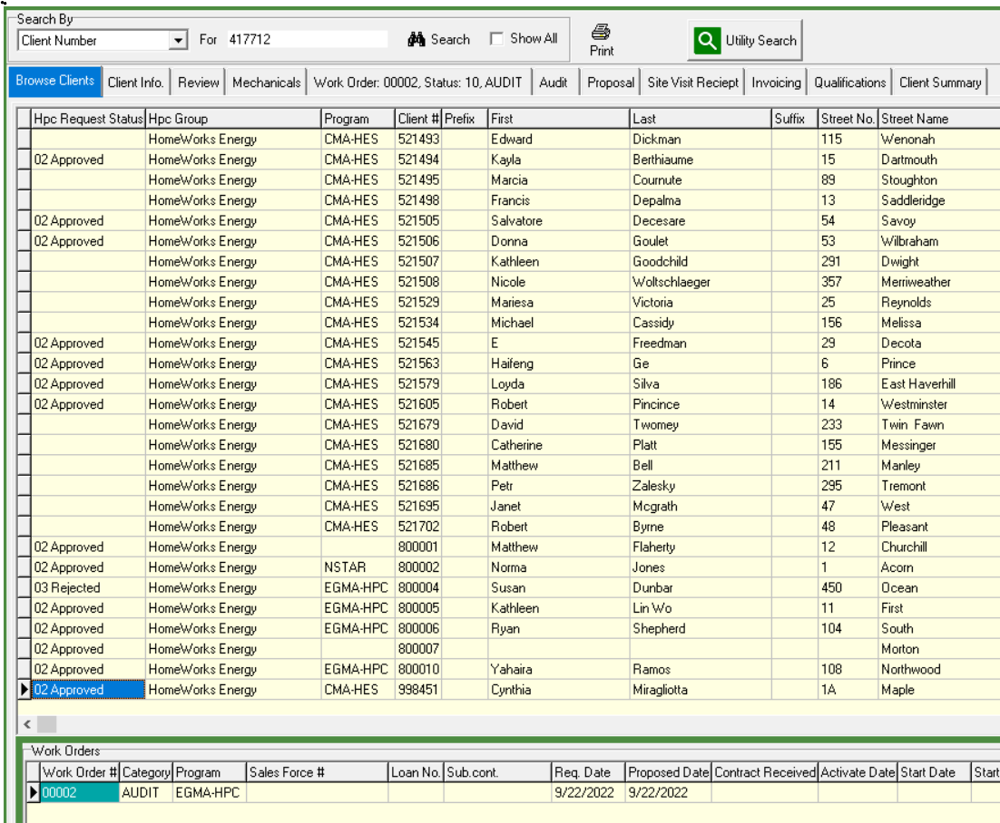 Search By
Client Number For 417712 Search Show All Print Utility Search
Browse Clients Client Info. Review Mechanicals Work Order: 00002, Status: 10, AUDIT Audit Proposal Site Visit Reciept Invoicing Qualifications Client Summary
Hpc Request Status Hpc Group Program Client # Prefix First Last Suffix Street No. Street Name
HomeWorks Energy CMA-HES 521493 Edward Dickman 115 Wenonah
02 Approved HomeWorks Energy CMA-HES 521494 Kayla Berthiaume 15 Dartmouth
HomeWorks Energy CMA-HES 521495 Marcia Cournute 89 Stoughton
HomeWorks Energy CMA-HES 521498 Francis Depalma 13 Saddleridge
02 Approved HomeWorks Energy CMA-HES 521505 Salvatore Decesare 54 Savoy
02 Approved HomeWorks Energy CMA-HES 521506 Donna Goulet 53 Wilbraham
HomeWorks Energy CMA-HES 521507 Kathleen Goodchild 291 Dwight
HomeWorks Energy CMA-HES 521508 Nicole Woltschlaeger 357 Merriweather
HomeWorks Energy CMA-HES 521529 Mariesa Victoria 25 Reynolds
HomeWorks Energy CMA-HES 521534 Michael Cassidy 156 Melissa
02 Approved HomeWorks Energy CMA-HES 521545 E Freedman 29 Decota
02 Approved HomeWorks Energy CMA-HES 521563 Haifeng Ge 6 Prince
02 Approved HomeWorks Energy CMA-HES 521579 Loyda Silva 186 East Haverhill
02 Approved HomeWorks Energy CMA-HES 521605 Robert Pincince 14 Westminster
HomeWorks Energy CMA-HES 521679 David Twomey 233 Twin Fawn
HomeWorks Energy CMA-HES 521680 Catherine Platt 155 Messinger
HomeWorks Energy CMA-HES 521685 Matthew Bell 211 Manley
HomeWorks Energy CMA-HES 521686 Petr Zalesky 295 Tremont
HomeWorks Energy CMA-HES 521695 Janet Mcgrath 47 West
HomeWorks Energy CMA-HES 521702 Robert Byrne 48 Pleasant
02 Approved HomeWorks Energy 800001 Matthew Flaherty 12 Churchill
02 Approved HomeWorks Energy NSTAR 800002 Norma Jones 1 Acorn
03 Rejected HomeWorks Energy EGMA-HPC 800004 Susan Dunbar 450 Ocean
02 Approved HomeWorks Energy EGMA-HPC 800005 Kathleen Lin Wo 11 First
02 Approved HomeWorks Energy EGMA-HPC 800006 Ryan Shepherd 104 South
02 Approved HomeWorks Energy 800007 Morton
02 Approved HomeWorks Energy EGMA-HPC 800010 Yahaira Ramos 108 Northwood
02 Approved HomeWorks Energy CMA-HES 998451 Cynthia Miragliotta 1A Maple
Work Orders
Work Order # Category Program Sales Force # Loan No. Sub.cont. Req. Date Proposed Date Contract Received Activate Date Start Date Start
00002 AUDIT EGMA-HPC 9/22/2022 9/22/2022